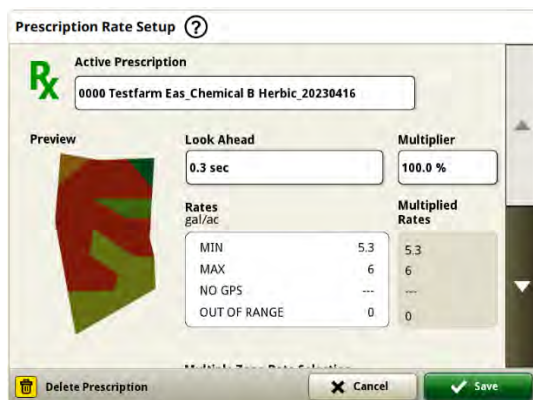 Prescription Rate Setup ?
Rx
Active Prescription
0000 Testfarm Eas_Chemical B Herbic_20230416
Preview
Look Ahead
Multiplier
0.3 sec
100.0 %
Rates
gal/ac
Multiplied
Rates
MIN 5.3 5.3
MAX 6 6
NO GPS --- ---
OUT OF RANGE 0 0
Delete Prescription
Cancel
Save